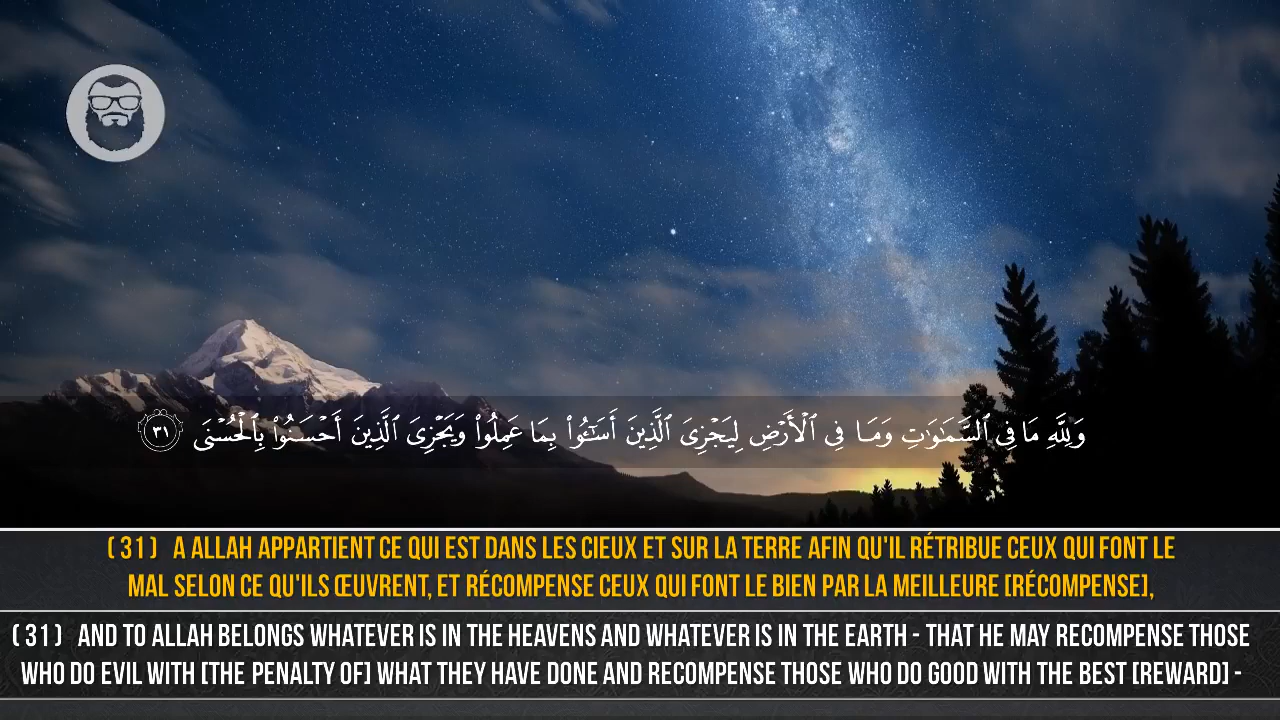 وَلِلَّهِ مَا فِى ٱلسَّمَٰوَٰتِ وَمَا فِى ٱلْأَرْضِ لِيَجْزِىَ ٱلَّذِينَ أَسَٰٓـُٔوا۟ بِمَا عَمِلُوا۟ وَيَجْزِىَ ٱلَّذِينَ أَحْسَنُوا۟ بِٱلْحُسْنَى ٣١
( 31 ) A ALLAH APPARTIENT CE QUI EST DANS LES CIEUX ET SUR LA TERRE AFIN QU'IL RÉTRIBUE CEUX QUI FONT LE
MAL SELON CE QU'ILS ŒUVRENT, ET RÉCOMPENSE CEUX QUI FONT LE BIEN PAR LA MEILLEURE [RÉCOMPENSE],
( 31 ) AND TO ALLAH BELONGS WHATEVER IS IN THE HEAVENS AND WHATEVER IS IN THE EARTH - THAT HE MAY RECOMPENSE THOSE
WHO DO EVIL WITH [THE PENALTY OF] WHAT THEY HAVE DONE AND RECOMPENSE THOSE WHO DO GOOD WITH THE BEST [REWARD] -